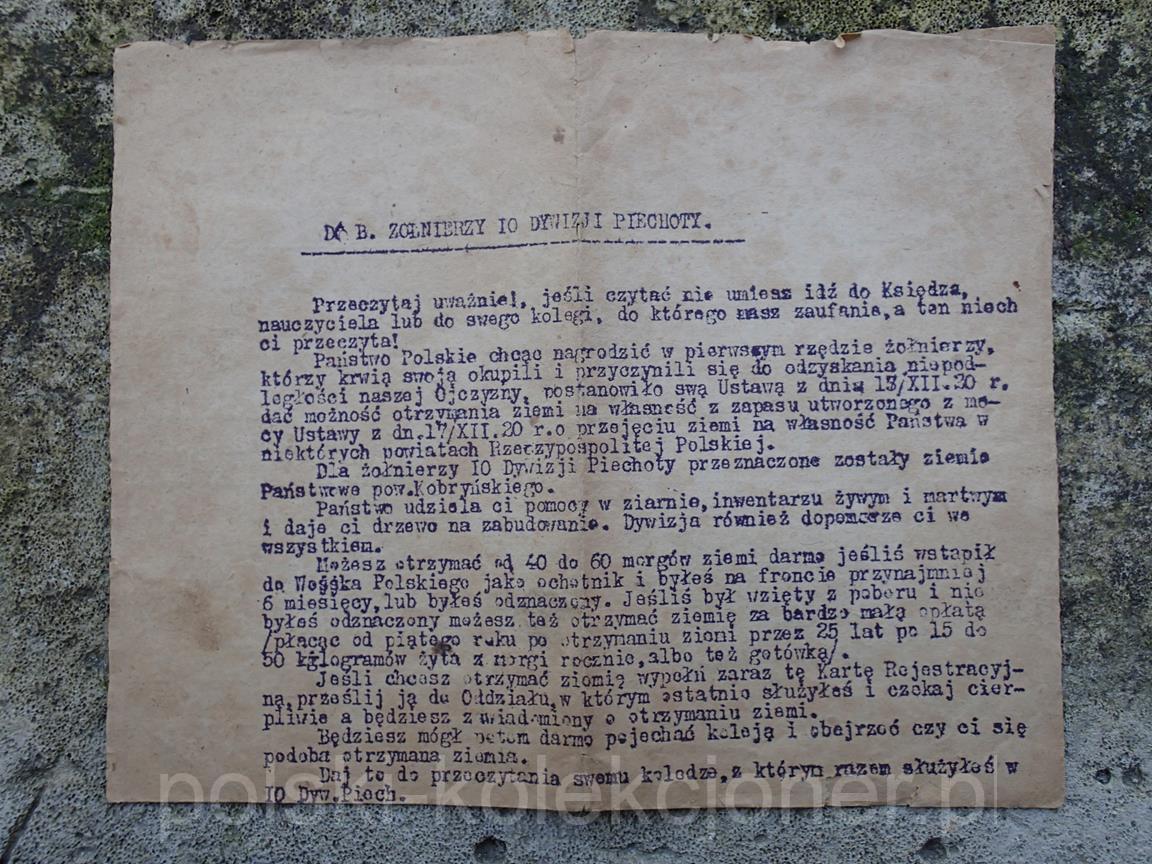 DO B. ZOŁNIERZY IO DYWIZJI PIECHOTY.
Przeczytaj uważnie!, jeśli czytać nie umiesz idź do Księdza,
nauczyciela lub do swego kolegi, do którego masz zaufanie,a ten niech
ci przeczyta!
Państwo Polskie chcąc nagrodzić w pierwszym rzędzie żołnierzy,
którzy krwią swoją okupili i przyczynili się do odzyskania niepod-
ległości naszej Ojczyzny, postanowiło swą Ustawą z dnia 18/XII.20 r.
dać możność otrzymania ziemi na własność z zapasu utworzonego z mo-
cy Ustawy z dn.17/XII.20 r.o przejęciu ziemi na własność Państwa w
niektórych powiatach Rzeczypospolitej Polskiej.
Dla żołnierzy IO Dywizji Piechoty przeznaczone zostały ziemie
Państwowe pow.Kobryńskiego.
Państwo udziela ci pomocy w ziarnie,inwentarzu żywym i martwym
i daje ci drzewo na zabudowanie. Dywizja również dopomoże ci we
wszystkiem.
Możesz otrzymać od 40 do 60 morgów ziemi darmo jeśliś wstąpił
do Polskiego jako ochotnik i byłeś na froncie przynajmniej
6 miesięcy,lub byłeś odznaczony. Jeśliś był wzięty z poboru i nie
byłeś odznaczony możesz też otrzymać ziemię za bardzo małą opłatą
/płacąc od piątego roku po otrzymaniu ziemi przez 25 lat po 15 do
50 kilogramów żyta z morgi rocznie,albo też gotówką/.
Jeśli chcesz otrzymać ziemię wypełń zaraz tę Kartę Rejestracyj-
ną,prześlij ją do Oddziału,w którym ostatnio służyłeś i czekaj cier-
pliwie a będziesz zawiadomiony o otrzymaniu ziemi.
Będziesz mógł potem darmo pojechać koleją i obejrzeć czy ci się
podoba otrzymana ziemia.
Daj to do przeczytania swemu koledze,z którym razem służyłeś w
IO Dyw.Piech.
polski-kolekcjoner.pl